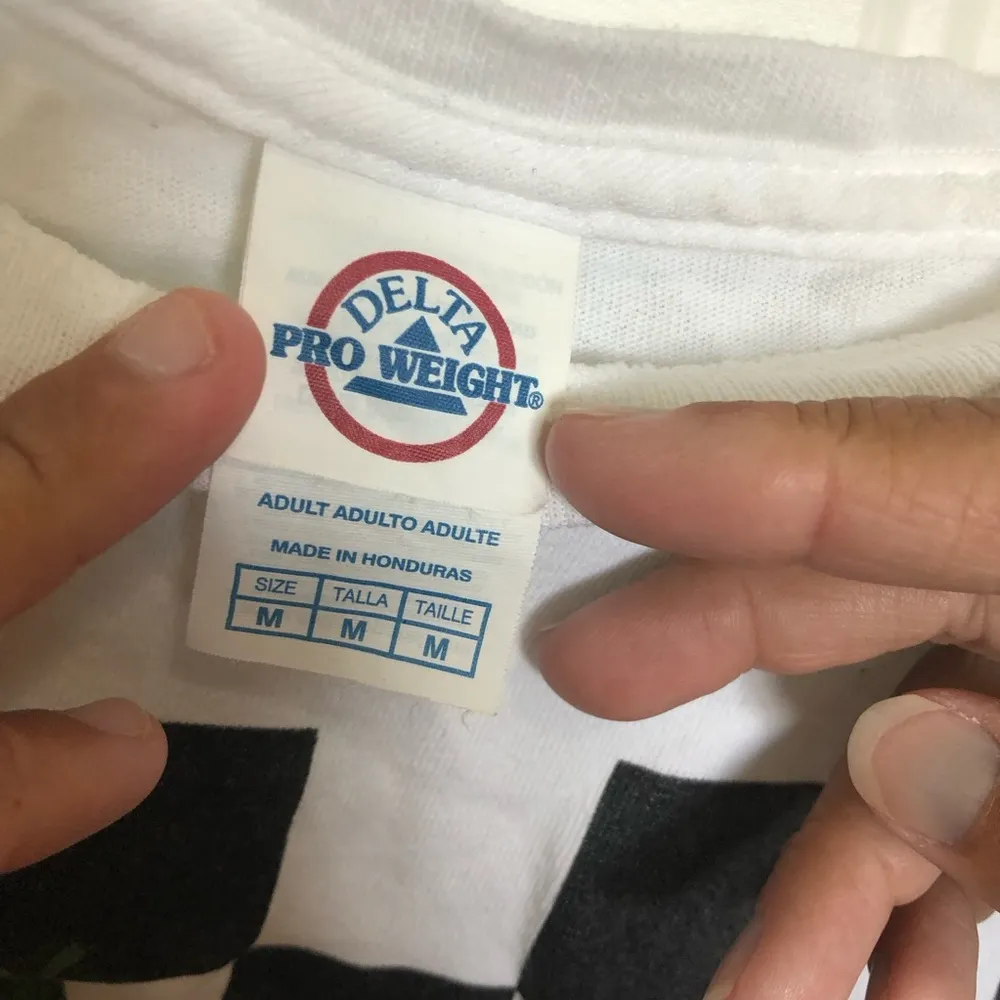 DELTA
PRO WEIGHT®
ADULT ADULTO ADULTE
MADE IN HONDURAS
SIZE TALLA TAILLE
M M M